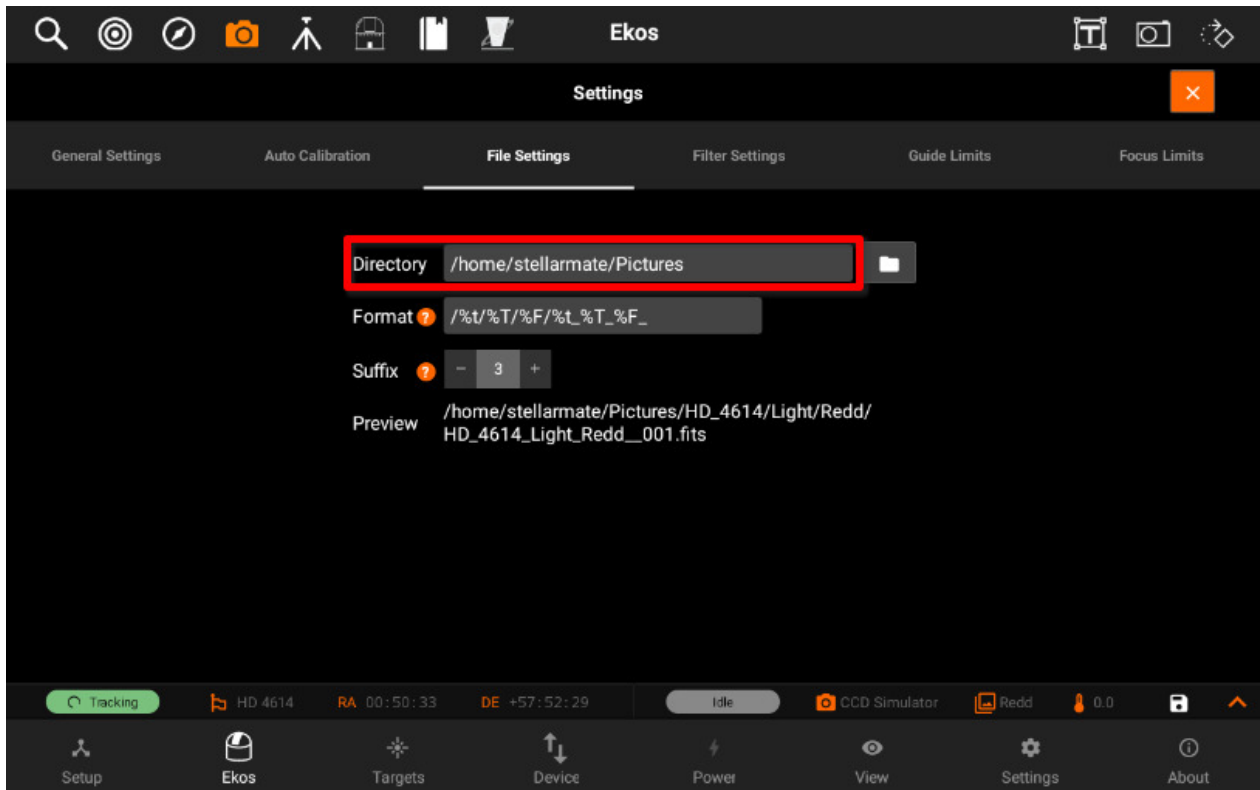 Ekos
Settings
General Settings Auto Calibration File Settings Filter Settings Guide Limits Focus Limits
Directory /home/stellarmate/Pictures
Format ? /%t/%T/%F/%t_%T_%F_
Suffix ? − 3 +
Preview /home/stellarmate/Pictures/HD_4614/Light/Redd/
HD_4614_Light_Redd__001.fits
Tracking HD 4614 RA 00:50:33 DE +57:52:29 Idle CCD Simulator Redd 0.0
Setup Ekos Targets Device Power View Settings About